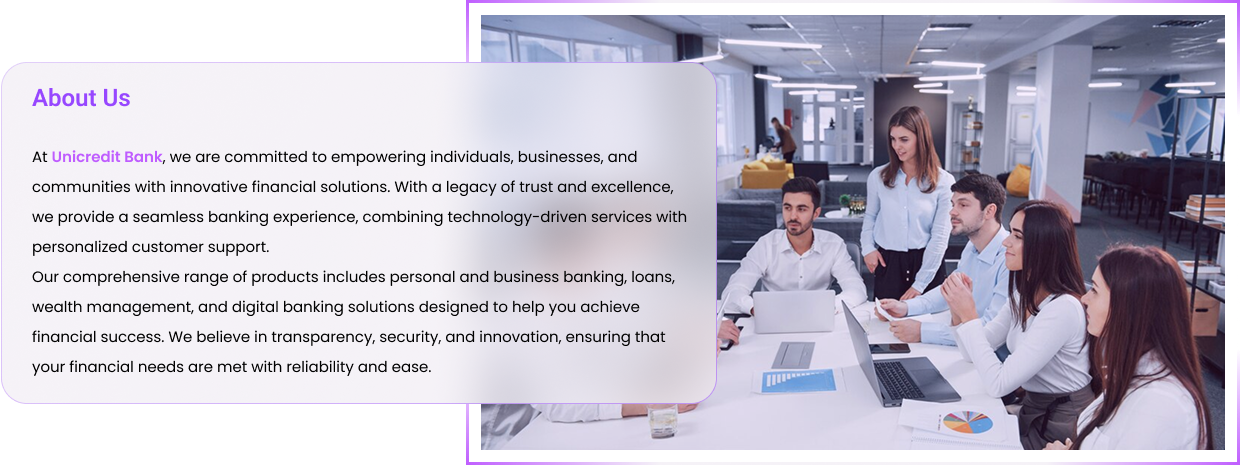 About Us
At Unicredit Bank, we are committed to empowering individuals, businesses, and
communities with innovative financial solutions. With a legacy of trust and excellence,
we provide a seamless banking experience, combining technology-driven services with
personalized customer support.
Our comprehensive range of products includes personal and business banking, loans,
wealth management, and digital banking solutions designed to help you achieve
financial success. We believe in transparency, security, and innovation, ensuring that
your financial needs are met with reliability and ease.